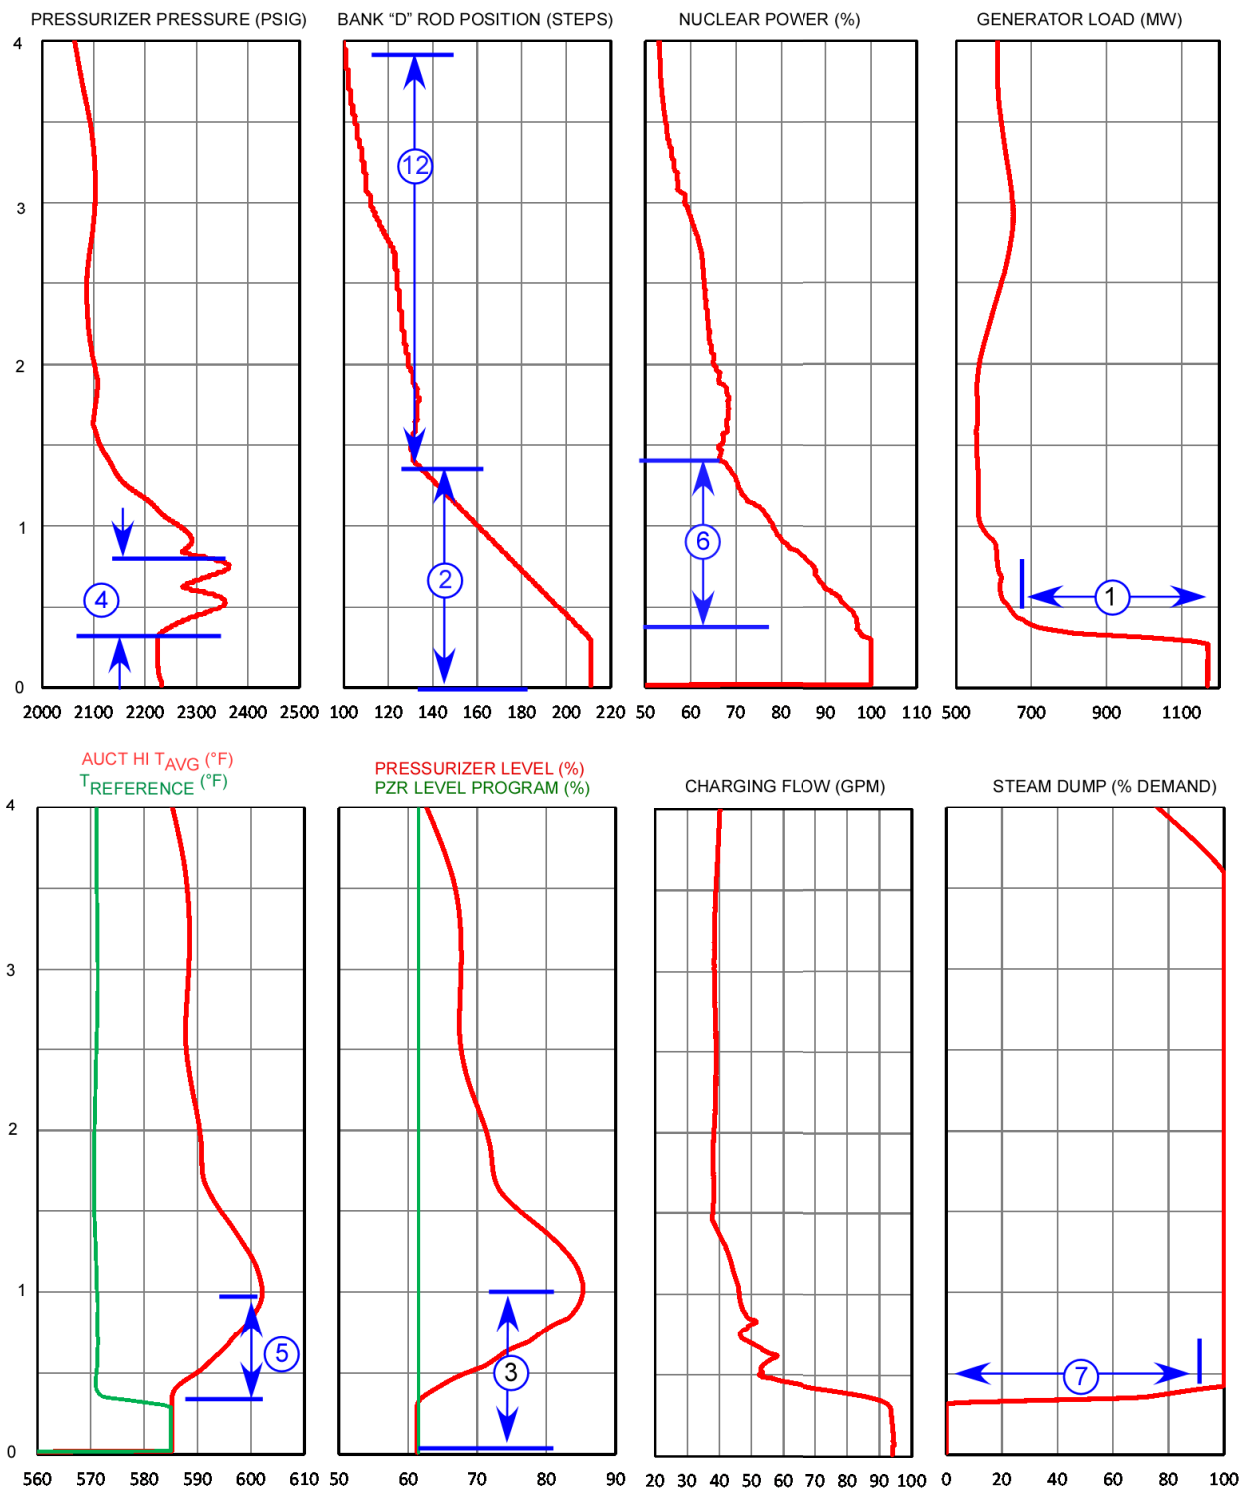 PRESSURIZER PRESSURE (PSIG) BANK “D” ROD POSITION (STEPS) NUCLEAR POWER (%) GENERATOR LOAD (MW)
4
12
3
2
1
4 2 6 1
0
2000 2100 2200 2300 2400 2500 100 120 140 160 180 200 220 50 60 70 80 90 100 110 500 700 900 1100
AUCT HI TAVG (°F)
TREFERENCE (°F)
PRESSURIZER LEVEL (%)
PZR LEVEL PROGRAM (%)
CHARGING FLOW (GPM) STEAM DUMP (% DEMAND)
4
3
2
1
5 3 7
0
560 570 580 590 600 610 50 60 70 80 90 20 30 40 50 60 70 80 90 100 0 20 40 60 80 100